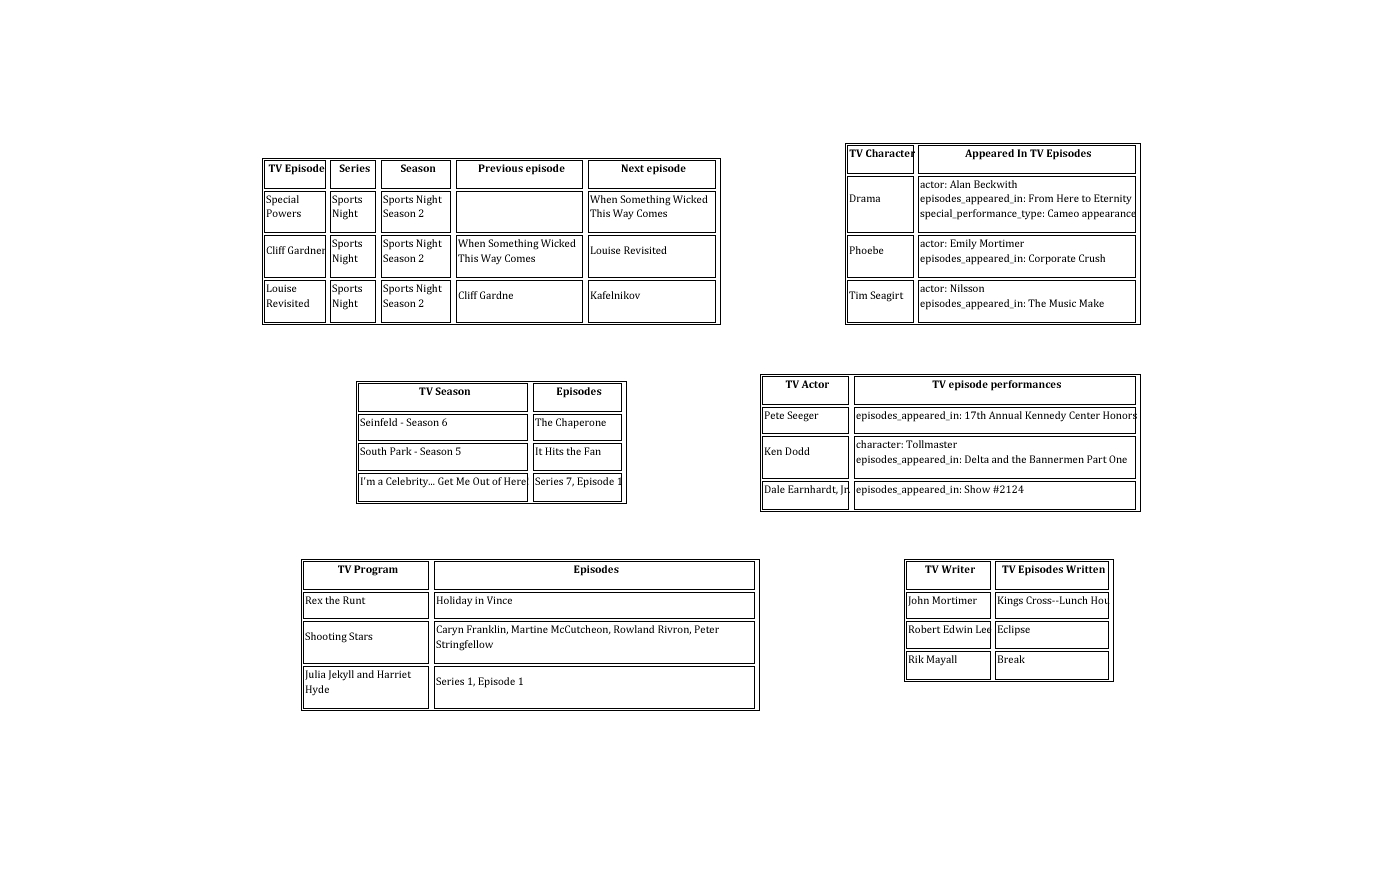 TV Episode Series Season Previous episode Next episode
Special Powers Sports Night Sports Night Season 2 When Something Wicked This Way Comes
Cliff Gardner Sports Night Sports Night Season 2 When Something Wicked This Way Comes Louise Revisited
Louise Revisited Sports Night Sports Night Season 2 Cliff Gardne Kafelnikov
TV Character Appeared In TV Episodes
Drama
actor: Alan Beckwith
episodes_appeared_in: From Here to Eternity
special_performance_type: Cameo appearance
Phoebe
actor: Emily Mortimer
episodes_appeared_in: Corporate Crush
Tim Seagirt
actor: Nilsson
episodes_appeared_in: The Music Make
TV Season Episodes
Seinfeld - Season 6 The Chaperone
South Park - Season 5 It Hits the Fan
I'm a Celebrity... Get Me Out of Here Series 7, Episode 1
TV Actor TV episode performances
Pete Seeger episodes_appeared_in: 17th Annual Kennedy Center Honors
Ken Dodd
character: Tollmaster
episodes_appeared_in: Delta and the Bannermen Part One
Dale Earnhardt, Jr. episodes_appeared_in: Show #2124
TV Program Episodes
Rex the Runt Holiday in Vince
Shooting Stars
Caryn Franklin, Martine McCutcheon, Rowland Rivron, Peter
Stringfellow
Julia Jekyll and Harriet
Hyde
Series 1, Episode 1
TV Writer TV Episodes Written
John Mortimer Kings Cross--Lunch Hou
Robert Edwin Lee Eclipse
Rik Mayall Break